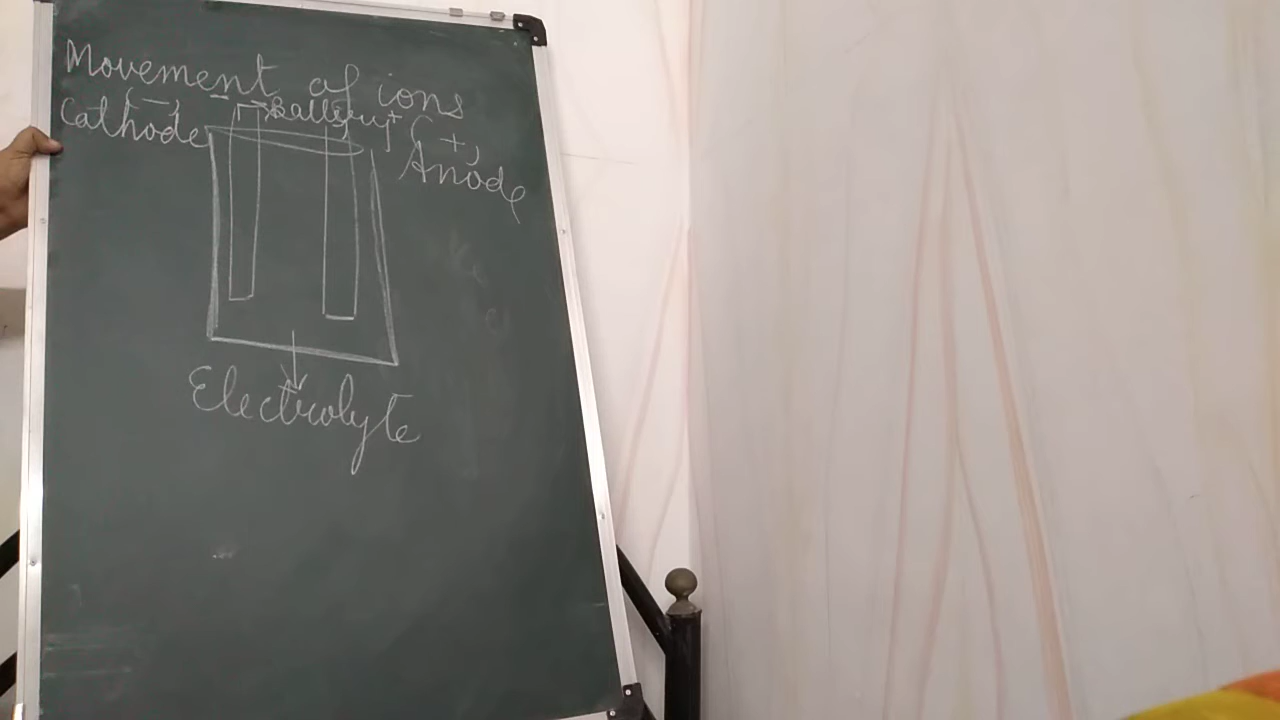 Movement of ions
(-) - Battery + (+)
Cathode Anode
Electrolyte